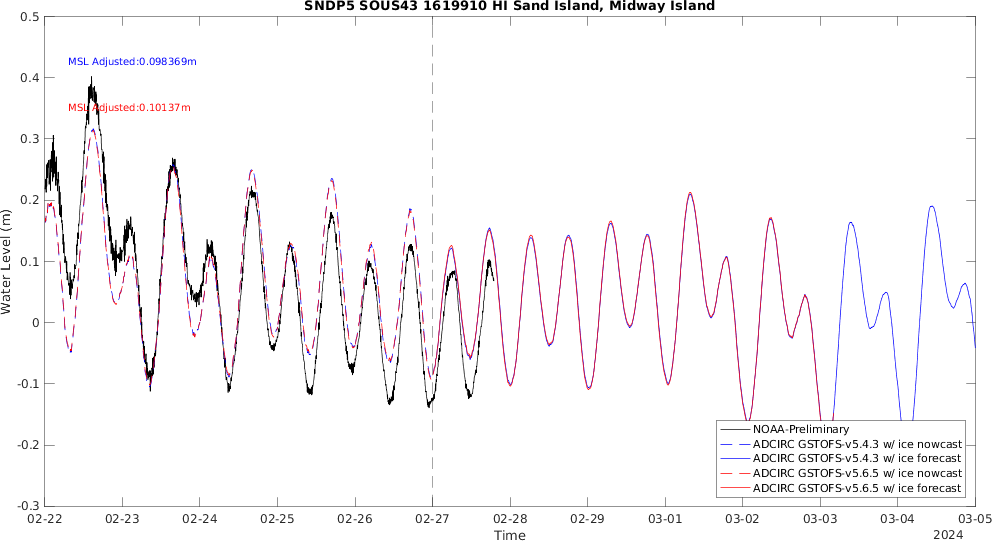 SNDP5 SOUS43 1619910 HI Sand Island, Midway Island
0.5
0.4
0.3
0.2
0.1
0
-0.1
-0.2
-0.3
Water Level (m)
MSL Adjusted:0.098369m
MSL Adjusted:0.10137m
NOAA-Preliminary
ADCIRC GSTOFS-v5.4.3 w/ ice nowcast
ADCIRC GSTOFS-v5.4.3 w/ ice forecast
ADCIRC GSTOFS-v5.6.5 w/ ice nowcast
ADCIRC GSTOFS-v5.6.5 w/ ice forecast
02-22 02-23 02-24 02-25 02-26 02-27 02-28 02-29 03-01 03-02 03-03 03-04 03-05
Time
2024